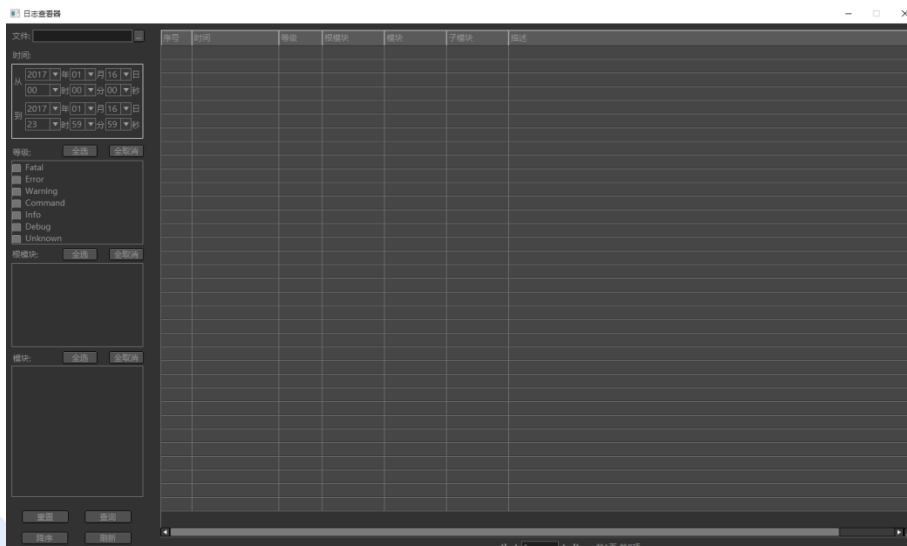 日志查看器
文件:
序号 时间 等级 根模块 模块 子模块 描述
时间:
从 2017 年 01 月 16 日
00 时 00 分 00 秒
到 2017 年 01 月 16 日
23 时 59 分 59 秒
等级: 全选 全取消
Fatal
Error
Warning
Command
Info
Debug
Unknown
根模块: 全选 全取消
模块: 全选 全取消
重置 查询
降序 刷新